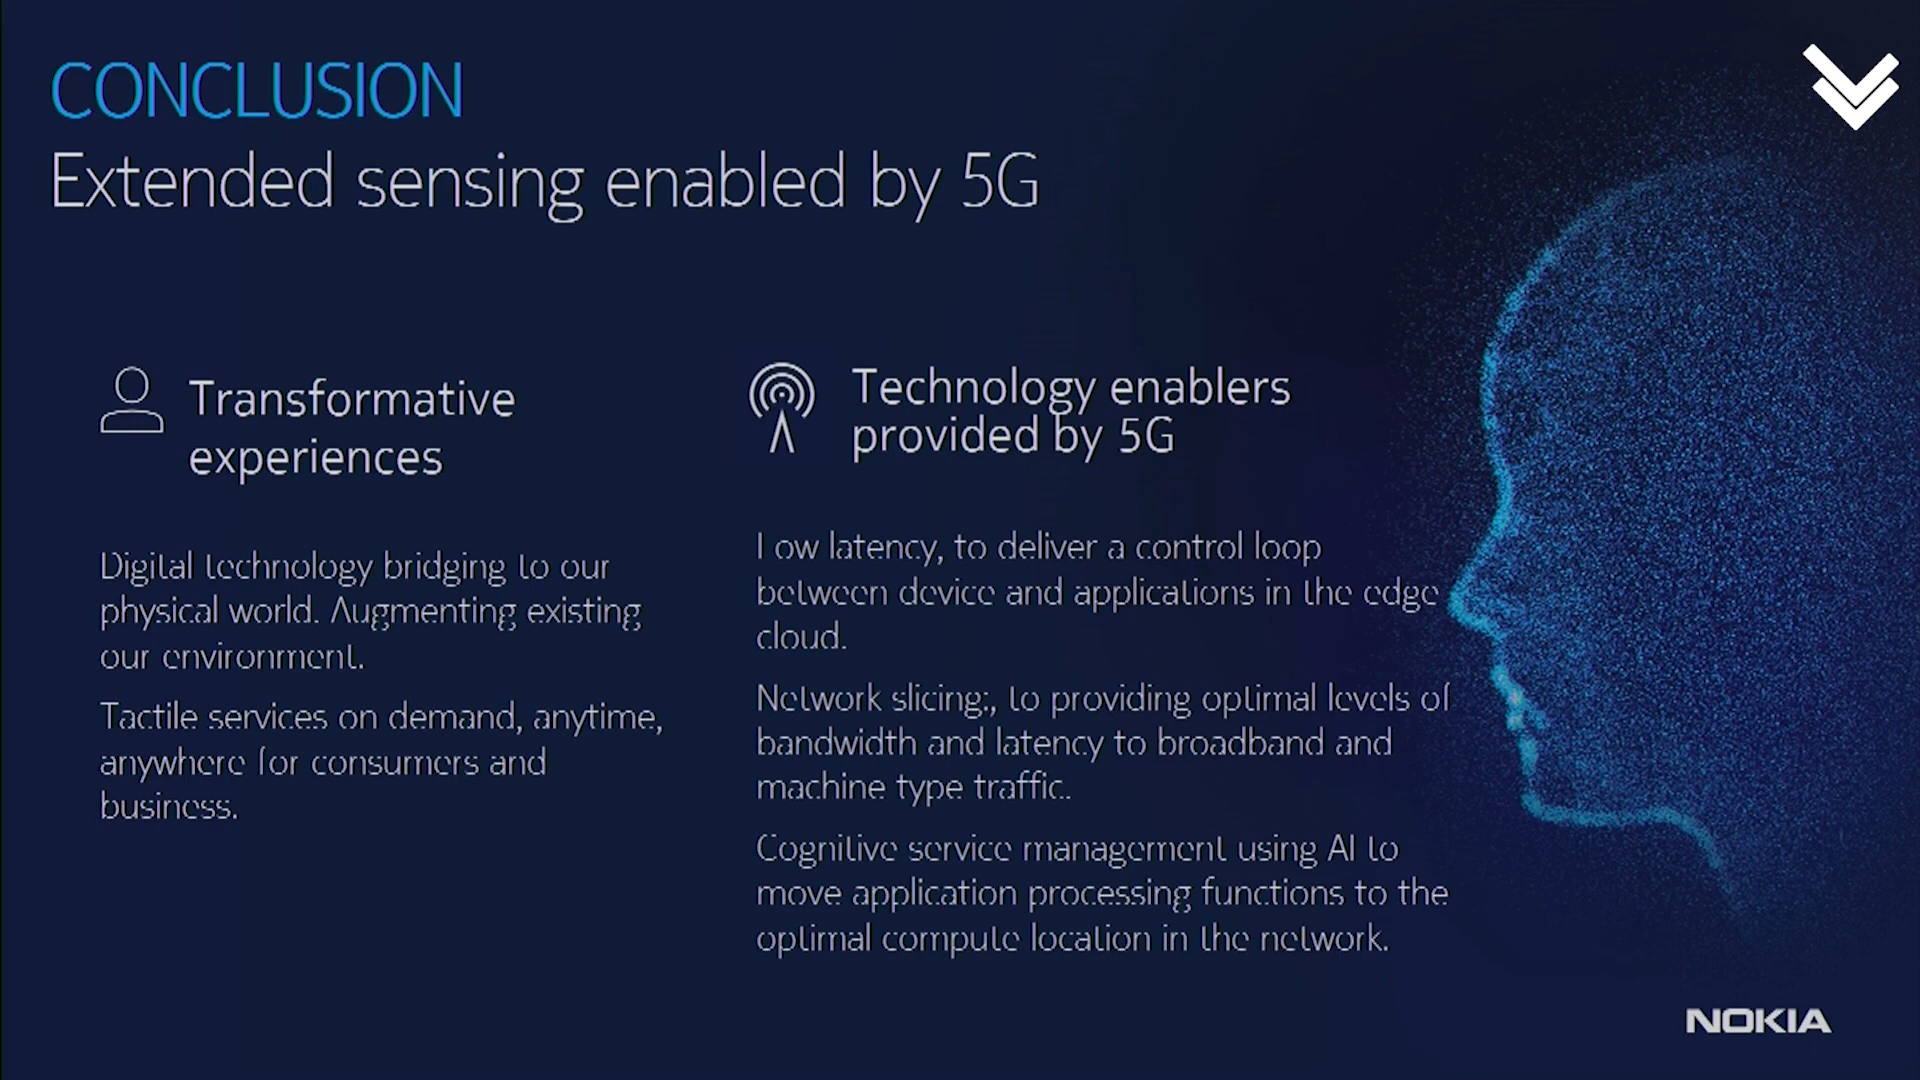 CONCLUSION
Extended sensing enabled by 5G
Transformative
experiences
Digital technology bridging to our
physical world. Augmenting existing
our environment.
Tactile services on demand, anytime,
anywhere for consumers and
business.
Technology enablers
provided by 5G
Low latency, to deliver a control loop
between device and applications in the edge
cloud.
Network slicing:, to providing optimal levels of
bandwidth and latency to broadband and
machine type traffic.
Cognitive service management using AI to
move application processing functions to the
optimal compute location in the network.
NOKIA